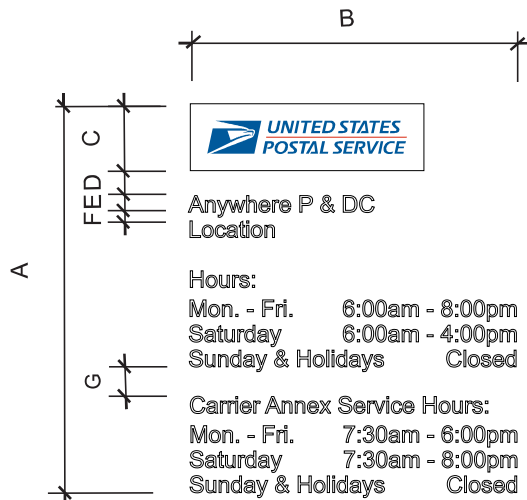 B
C
UNITED STATES
POSTAL SERVICE
FED
Anywhere P & DC
Location
A
Hours:
Mon. - Fri. 6:00am - 8:00pm
Saturday 6:00am - 4:00pm
Sunday & Holidays Closed
G
Carrier Annex Service Hours:
Mon. - Fri. 7:30am - 6:00pm
Saturday 7:30am - 8:00pm
Sunday & Holidays Closed